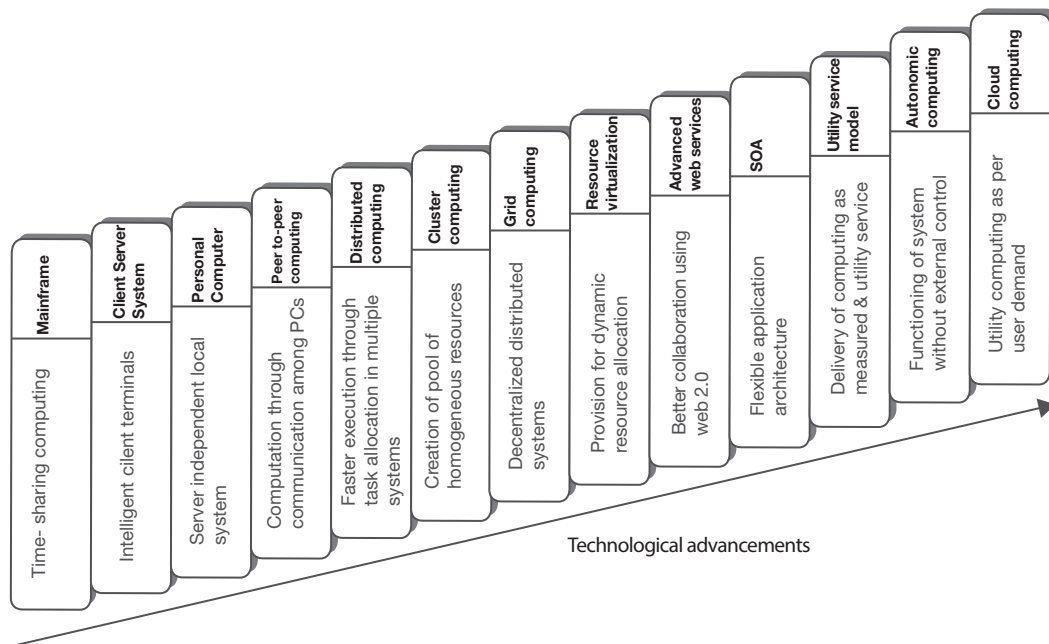 Mainframe
Time- sharing computing
Client Server
System
Intelligent cilent terminals
Personal
Computer
Server independent local
system
Peer to-peer
computing
Computation through
communication among PCs
Distributed
computing
Faster execution through
task allocation in multiple
systems
Cluster
computing
Creation of pool of
homogeneous resources
Grid
computing
Decentralized distributed
systems
Resource
virtualization
Provision for dynamic
resource allocation
Advanced
web services
Better collaboration using
web 2.0
SOA
Flexible application
architecture
Utility service
model
Delivery of computing as
measured & utility service
Autonomic
computing
Functioning of system
without external control
Cloud
computing
Utility computing as per
user demand
Technological advancements